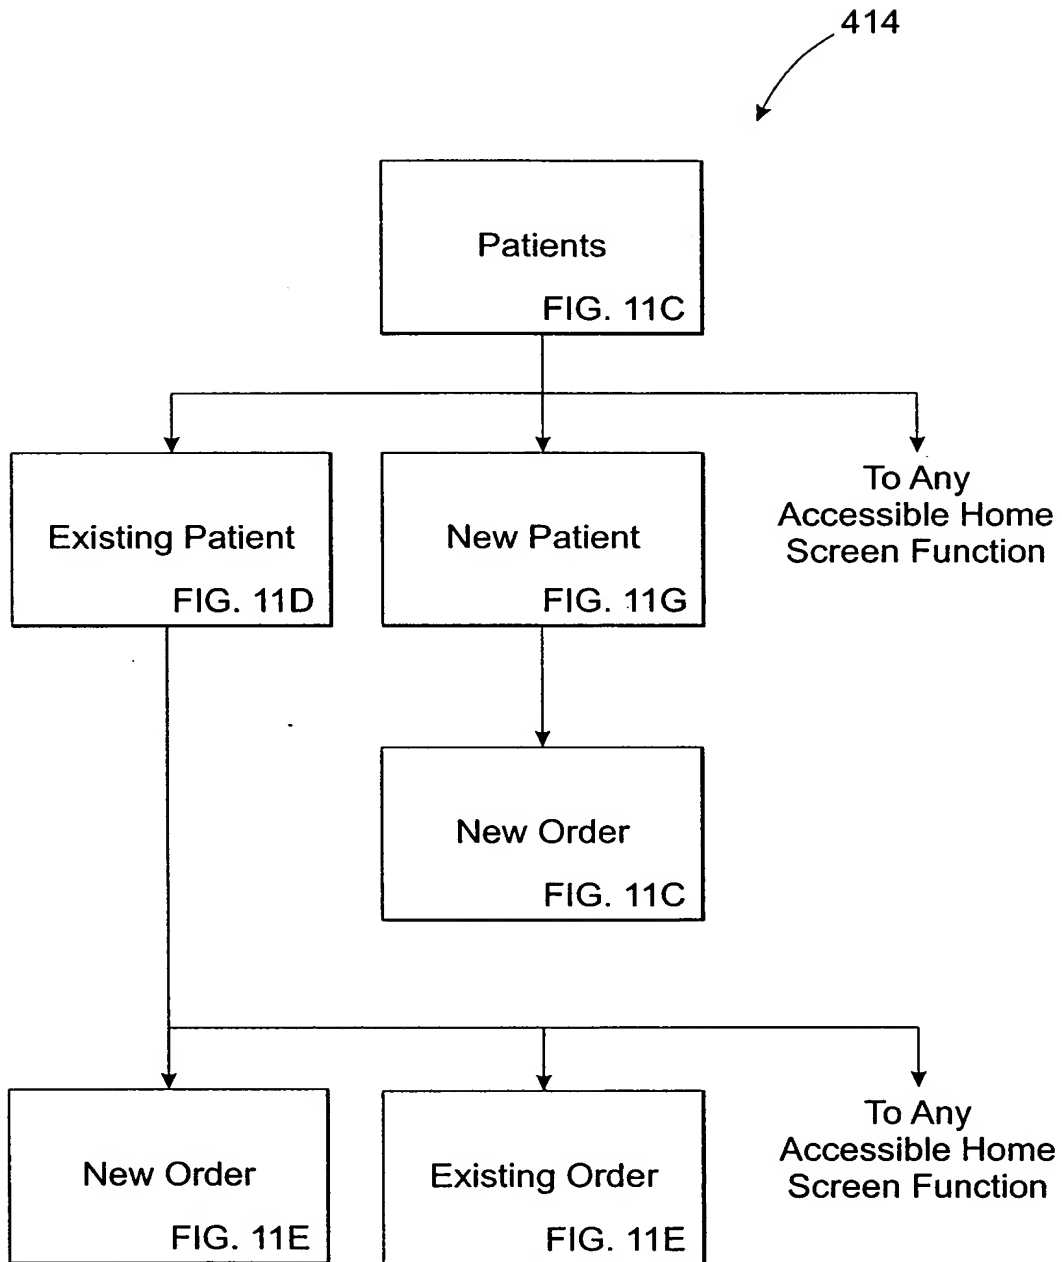 414
Patients
FIG. 11C
Existing Patient
FIG. 11D
New Patient
FIG. 11G
To Any
Accessible Home
Screen Function
New Order
FIG. 11C
New Order
FIG. 11E
Existing Order
FIG. 11E
To Any
Accessible Home
Screen Function